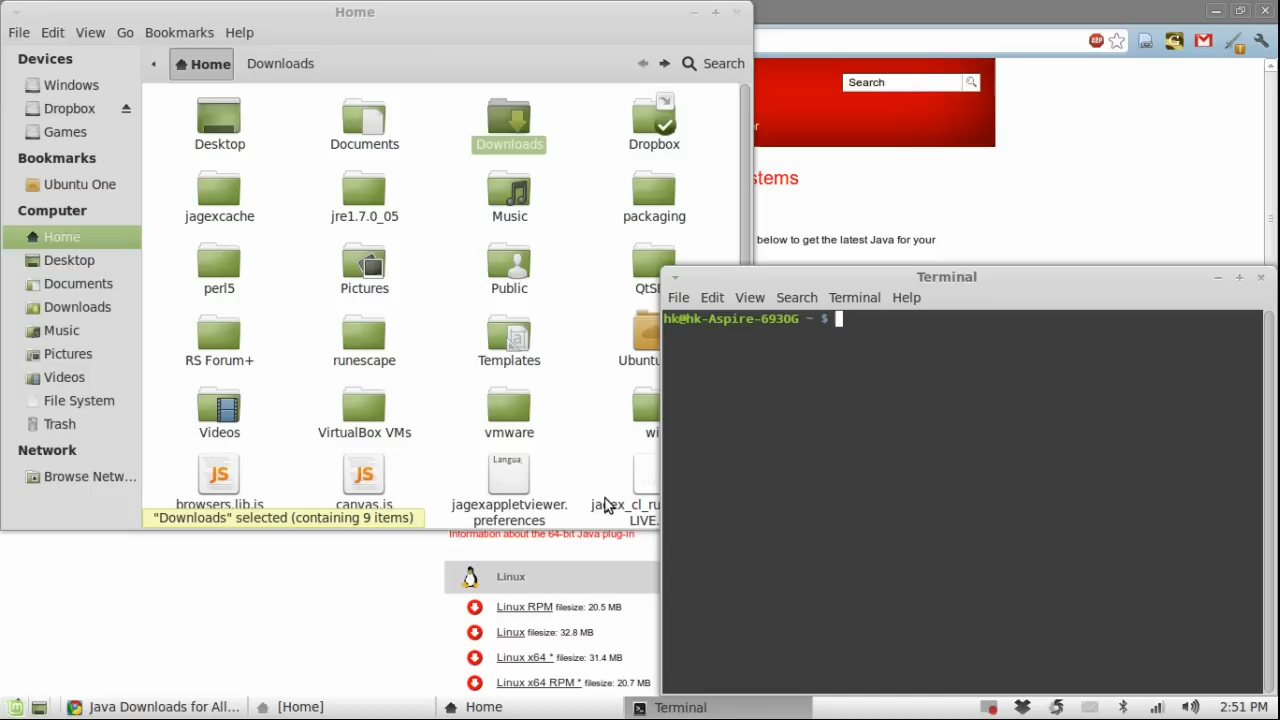 Home
File Edit View Go Bookmarks Help
Devices
Windows
Dropbox
Games
Bookmarks
Ubuntu One
Computer
Home
Desktop
Documents
Downloads
Music
Pictures
Videos
File System
Trash
Network
Browse Netw...
Home Downloads Search
Desktop Documents Downloads Dropbox
jagexcache jre1.7.0_05 Music packaging
perl5 Pictures Public
RS Forum+ runescape Templates
Videos VirtualBox VMs vmware
Langua
JS JS
browsers.lib.js canvas.js jagexappletviewer.
preferences LIVE.
"Downloads" selected (containing 9 items)
ABP
Search
below to get the latest Java for your
Terminal
File Edit View Search Terminal Help
hk@hk-Aspire-6930G ~ $
Information about the 64-bit Java plug-in
Linux
Linux RPM filesize: 20.5 MB
Linux filesize: 32.8 MB
Linux x64 * filesize: 31.4 MB
Linux x64 RPM * filesize: 20.7 MB
Java Downloads for All... [Home] Home Terminal 2:51 PM